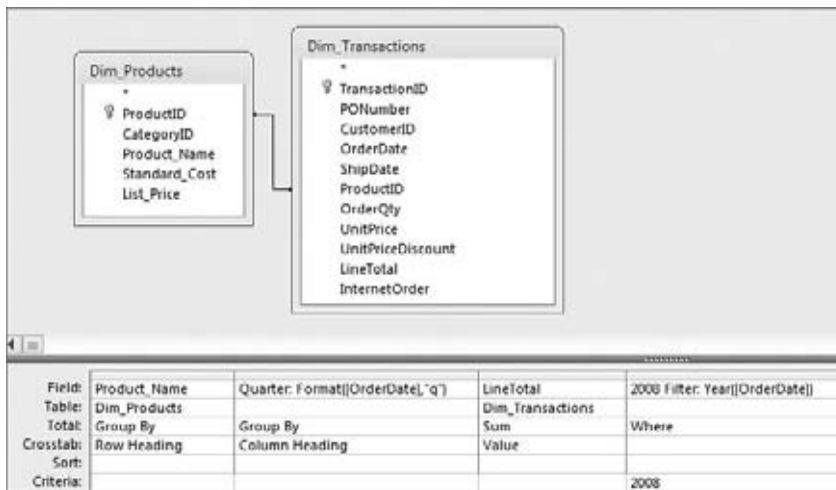 Dim_Products
*
ProductID
CategoryID
Product_Name
Standard_Cost
List_Price
Dim_Transactions
*
TransactionID
PONumber
CustomerID
OrderDate
ShipDate
ProductID
OrderQty
UnitPrice
UnitPriceDiscount
LineTotal
InternetOrder
Field: Product_Name Quarter: Format([OrderDate],"q") LineTotal 2008 Filter: Year([OrderDate])
Table: Dim_Products Dim_Transactions
Total: Group By Group By Sum Where
Crosstab: Row Heading Column Heading Value
Sort:
Criteria: 2008